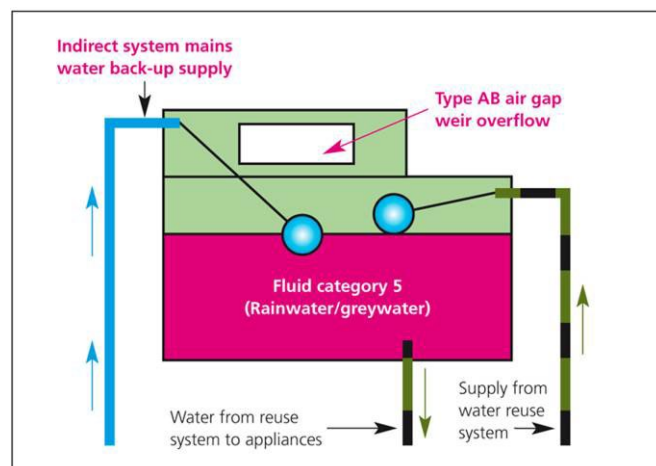 Indirect system mains
water back-up supply
Type AB air gap
weir overflow
Fluid category 5
(Rainwater/greywater)
Water from reuse
system to appliances
Supply from
water reuse
system